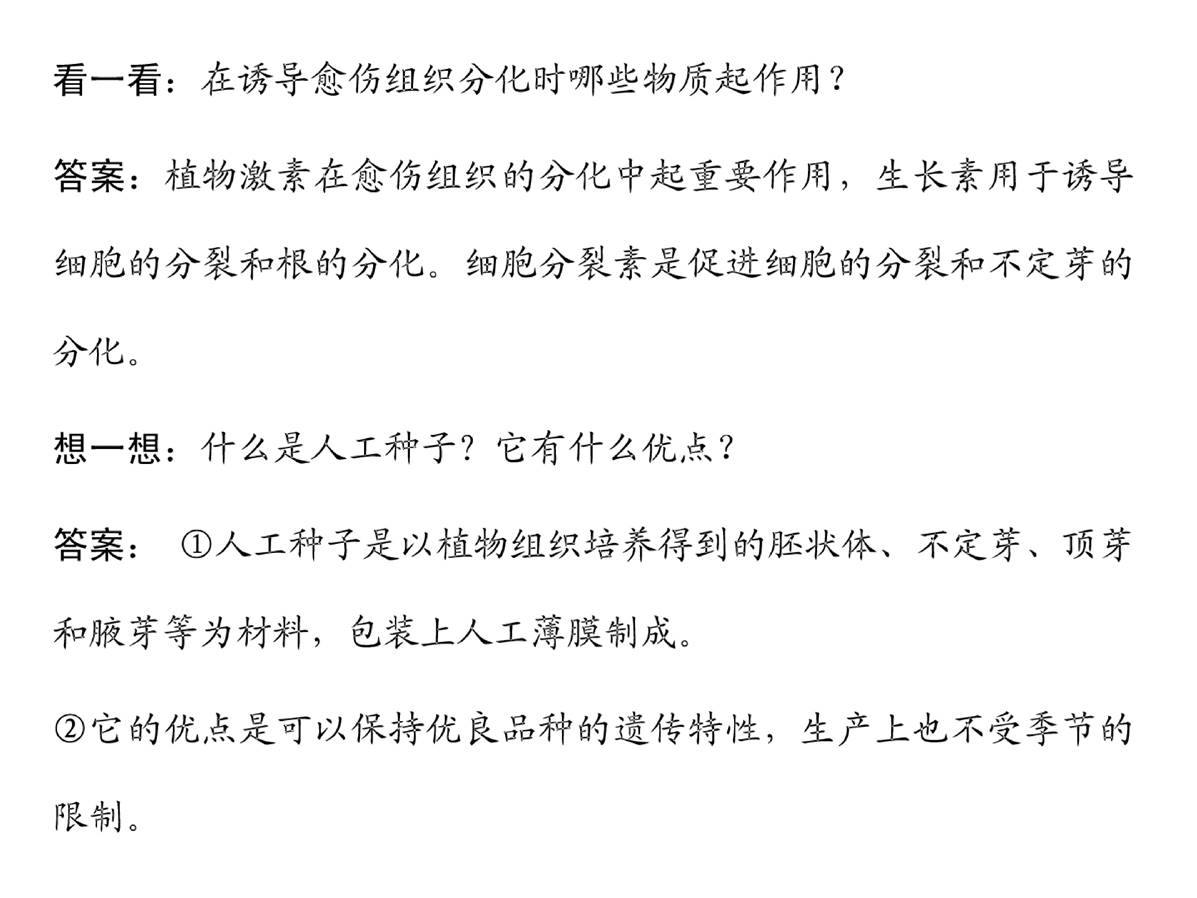 看一看：在诱导愈伤组织分化时哪些物质起作用？
答案：植物激素在愈伤组织的分化中起重要作用，生长素用于诱导
细胞的分裂和根的分化。细胞分裂素是促进细胞的分裂和不定芽的
分化。
想一想：什么是人工种子？它有什么优点？
答案： ①人工种子是以植物组织培养得到的胚状体、不定芽、顶芽
和腋芽等为材料，包装上人工薄膜制成。
②它的优点是可以保持优良品种的遗传特性，生产上也不受季节的
限制。